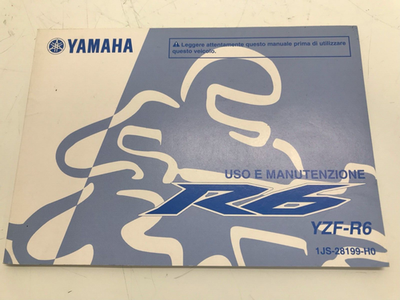 YAMAHA
⚠ Leggere attentamente questo manuale prima di utilizzare
questo veicolo.
USO E MANUTENZIONE
R6
YZF-R6
1JS-28199-H0